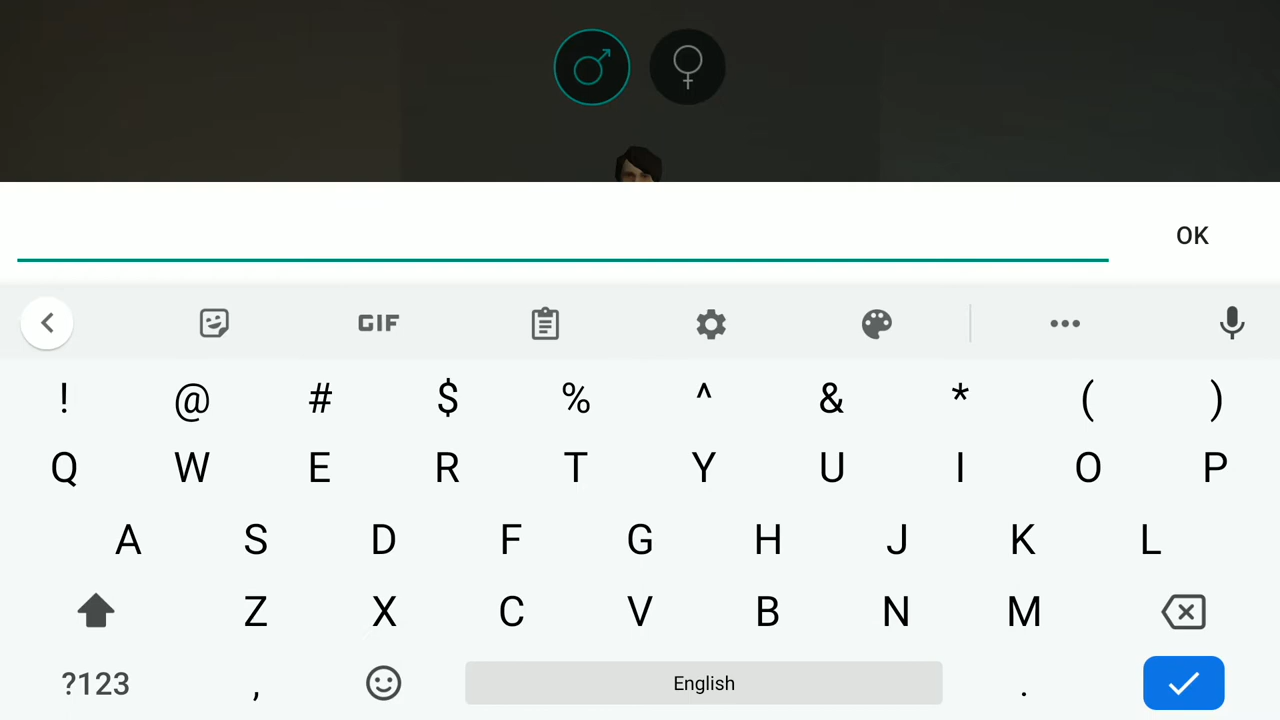 OK
GIF
! @ # $ % ^ & * ( )
Q W E R T Y U I O P
A S D F G H J K L
Z X C V B N M
?123 , English .